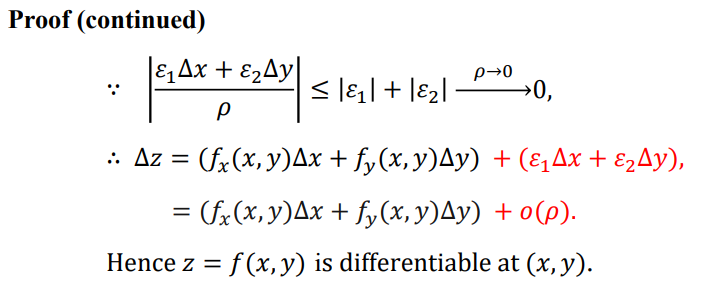 Proof (continued)
∵ |(ε₁Δx + ε₂Δy)/ρ| ≤ |ε₁| + |ε₂| —ρ→0→ 0,
∴ Δz = (fₓ(x, y)Δx + f_y(x, y)Δy) + (ε₁Δx + ε₂Δy),
= (fₓ(x, y)Δx + f_y(x, y)Δy) + o(ρ).
Hence z = f(x, y) is differentiable at (x, y).